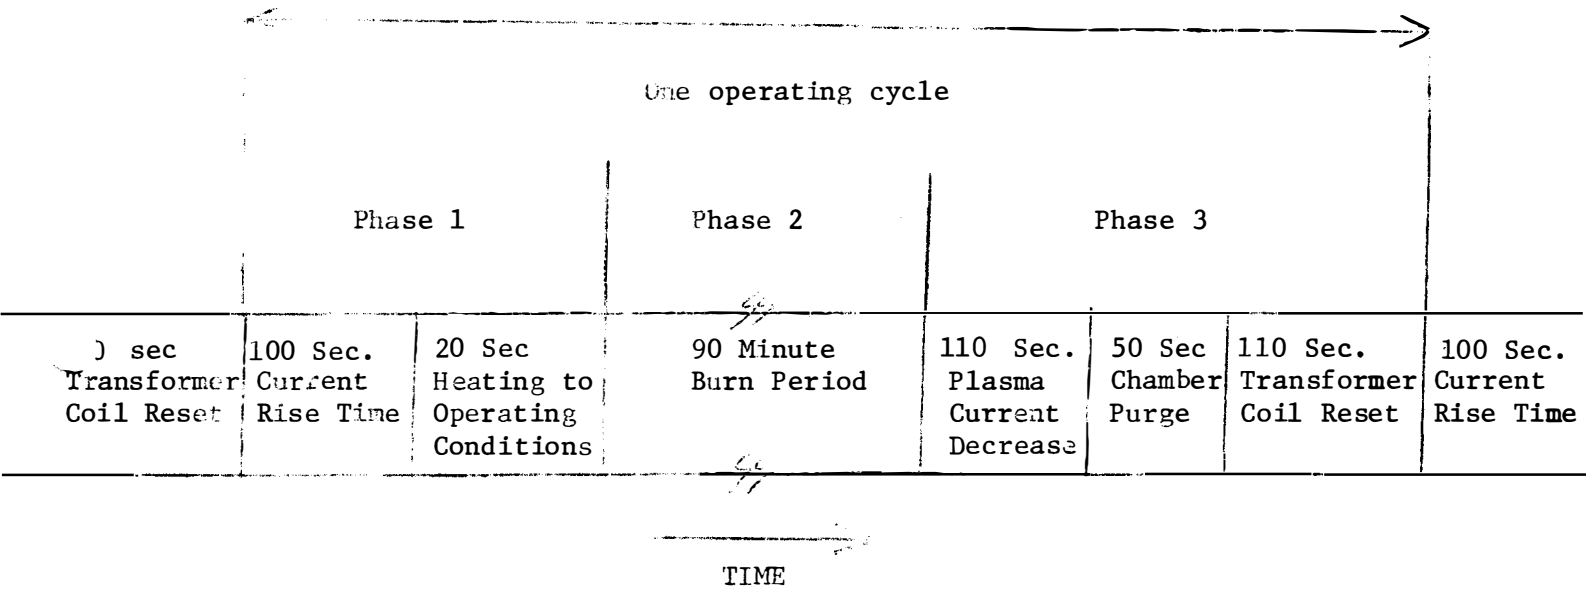 One operating cycle
Phase 1
Phase 2
Phase 3
sec
Transformer
Coil Reset
100 Sec.
Current
Rise Time
20 Sec
Heating to
Operating
Conditions
90 Minute
Burn Period
110 Sec.
Plasma
Current
Decrease
50 Sec
Chamber
Purge
110 Sec.
Transformer
Coil Reset
100 Sec.
Current
Rise Time
TIME